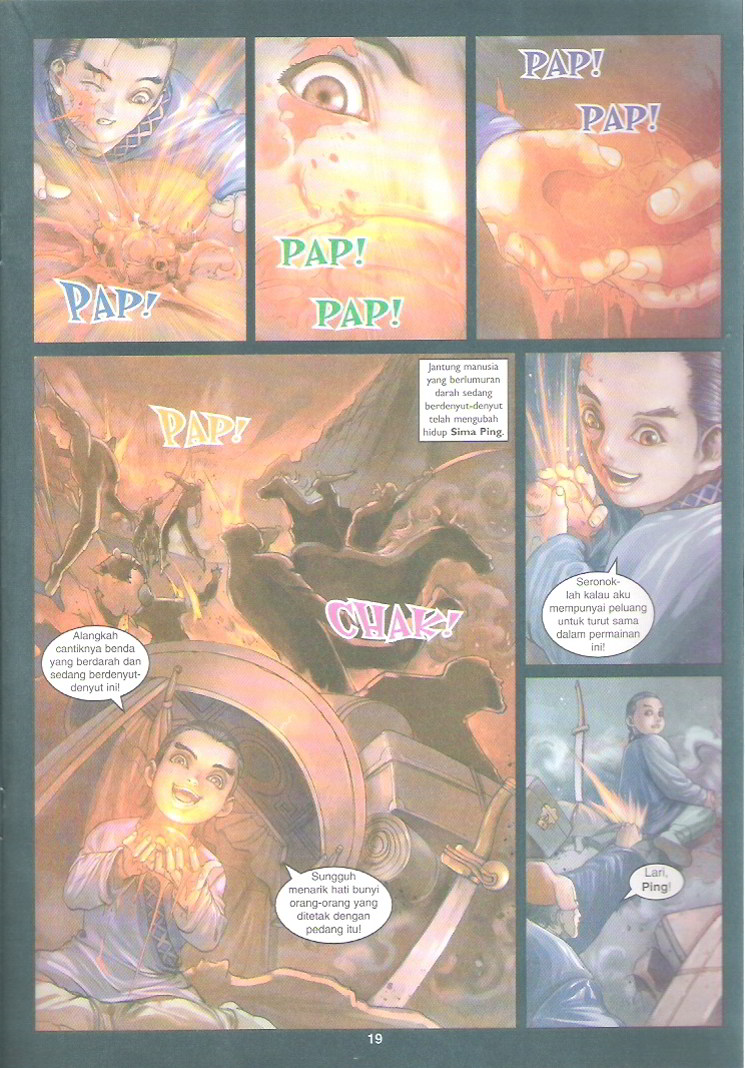 PAP!
PAP!
PAP!
PAP!
PAP!
PAP!
Jantung manusia
yang berlumuran
darah sedang
berdenyut-denyut
telah mengubah
hidup Sima Ping.
CHAK!
Alangkah
cantiknya benda
yang berdarah dan
sedang berdenyut-
denyut ini!
Sungguh
menarik hati bunyi
orang-orang yang
ditetak dengan
pedang itu!
Seronok-
lah kalau aku
mempunyai peluang
untuk turut sama
dalam permainan
ini!
Lari,
Ping!
19